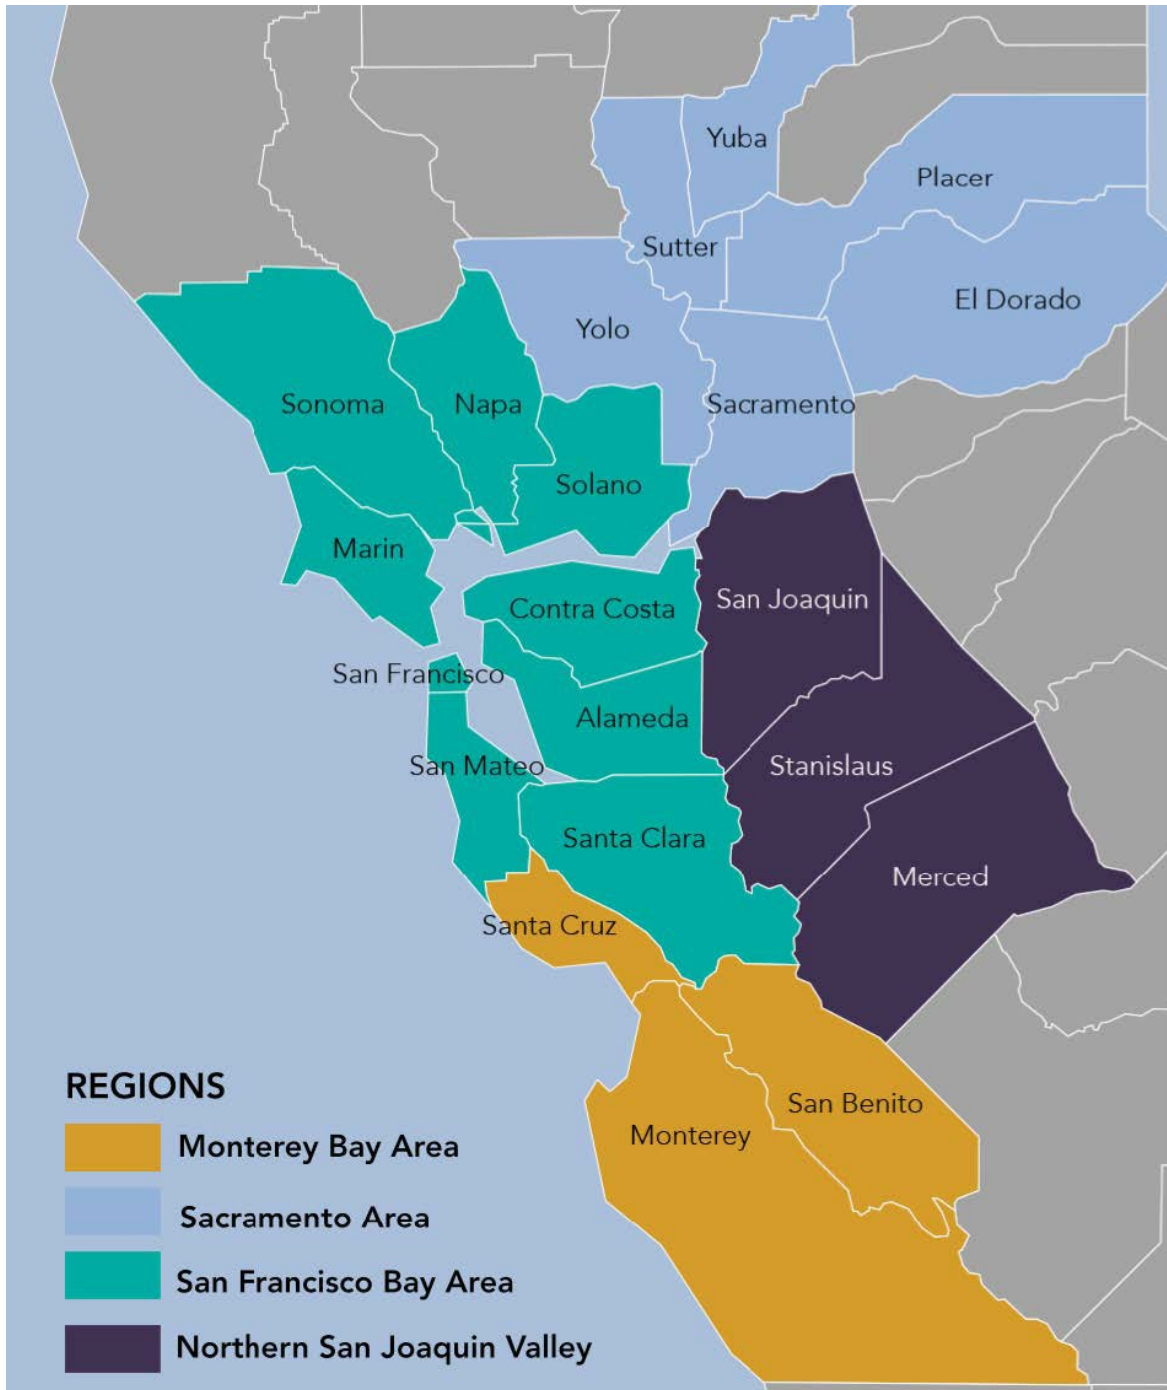 Yuba
Placer
Sutter
El Dorado
Yolo
Sonoma
Napa
Sacramento
Solano
Marin
San Joaquin
Contra Costa
San Francisco
Alameda
Stanislaus
San Mateo
Santa Clara
Merced
Santa Cruz
San Benito
Monterey
REGIONS
Monterey Bay Area
Sacramento Area
San Francisco Bay Area
Northern San Joaquin Valley